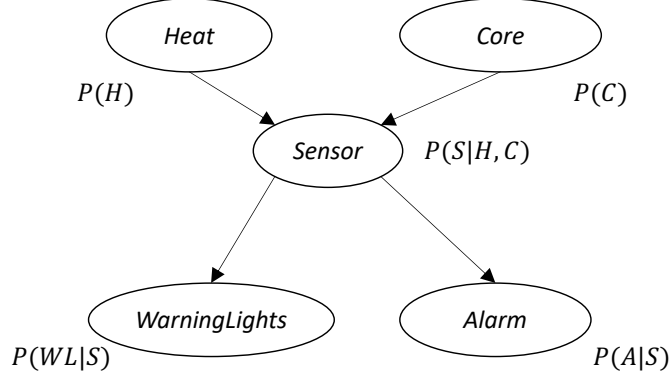 Heat
Core
P(H)
P(C)
Sensor
P(S|H, C)
WarningLights
Alarm
P(WL|S)
P(A|S)